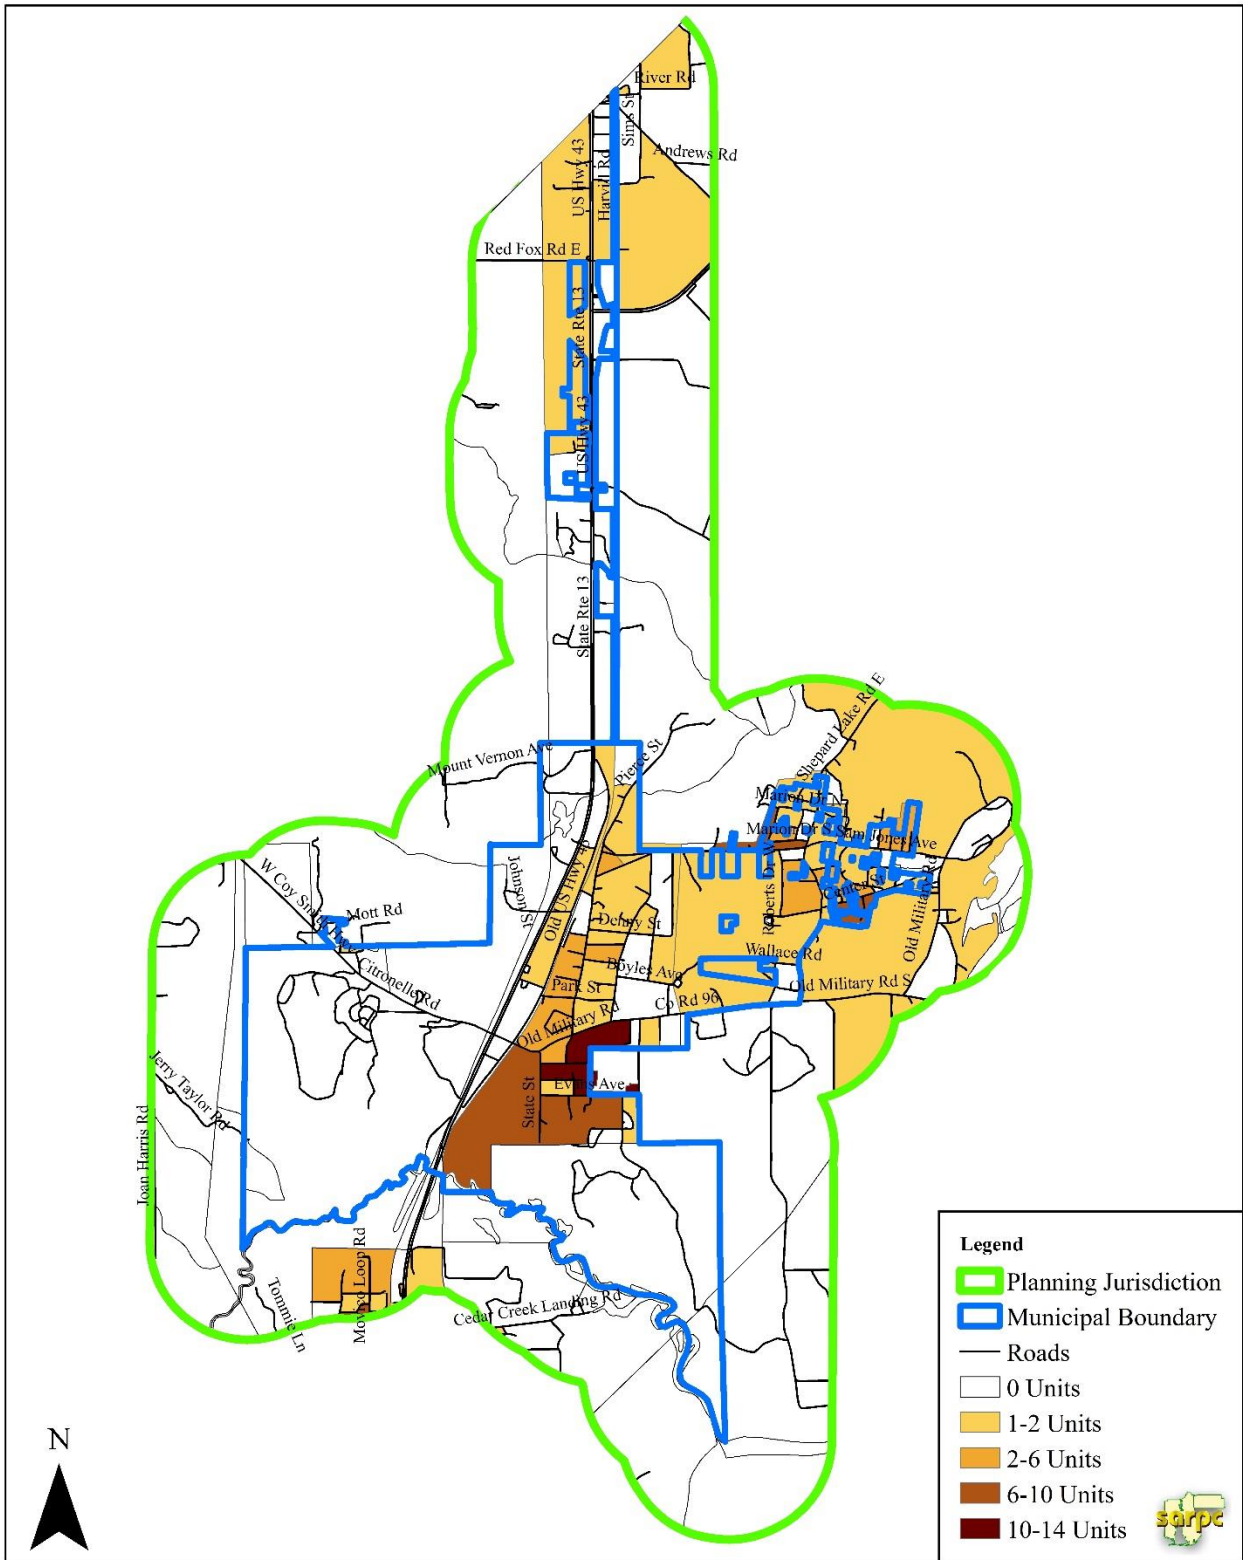 River Rd
Sims St
Andrews Rd
US Hwy 43
Harvill Rd
Red Fox Rd E
State Rte 13
US Hwy 43
State Rte 13
Shepard Lake Rd E
Mount Vernon Ave
Pierce St
Marion Dr N
Marion Dr S
Sam Jones Ave
Johnson St
Old US Hwy 43
Roberts Dr W
Center St
W Coy Smith Hwy
Mott Rd
Denny St
Old Military Rd
Wallace Rd
Citronelle Rd
Boyles Ave
Park St
Co Rd 96
Old Military Rd S
Old Military Rd
Jerry Taylor Rd
State St
Evans Ave
Joan Harris Rd
Tommie Ln
Movico Loop Rd
Cedar Creek Landing Rd
Legend
Planning Jurisdiction
Municipal Boundary
Roads
0 Units
1-2 Units
2-6 Units
6-10 Units
10-14 Units
N
sarpc